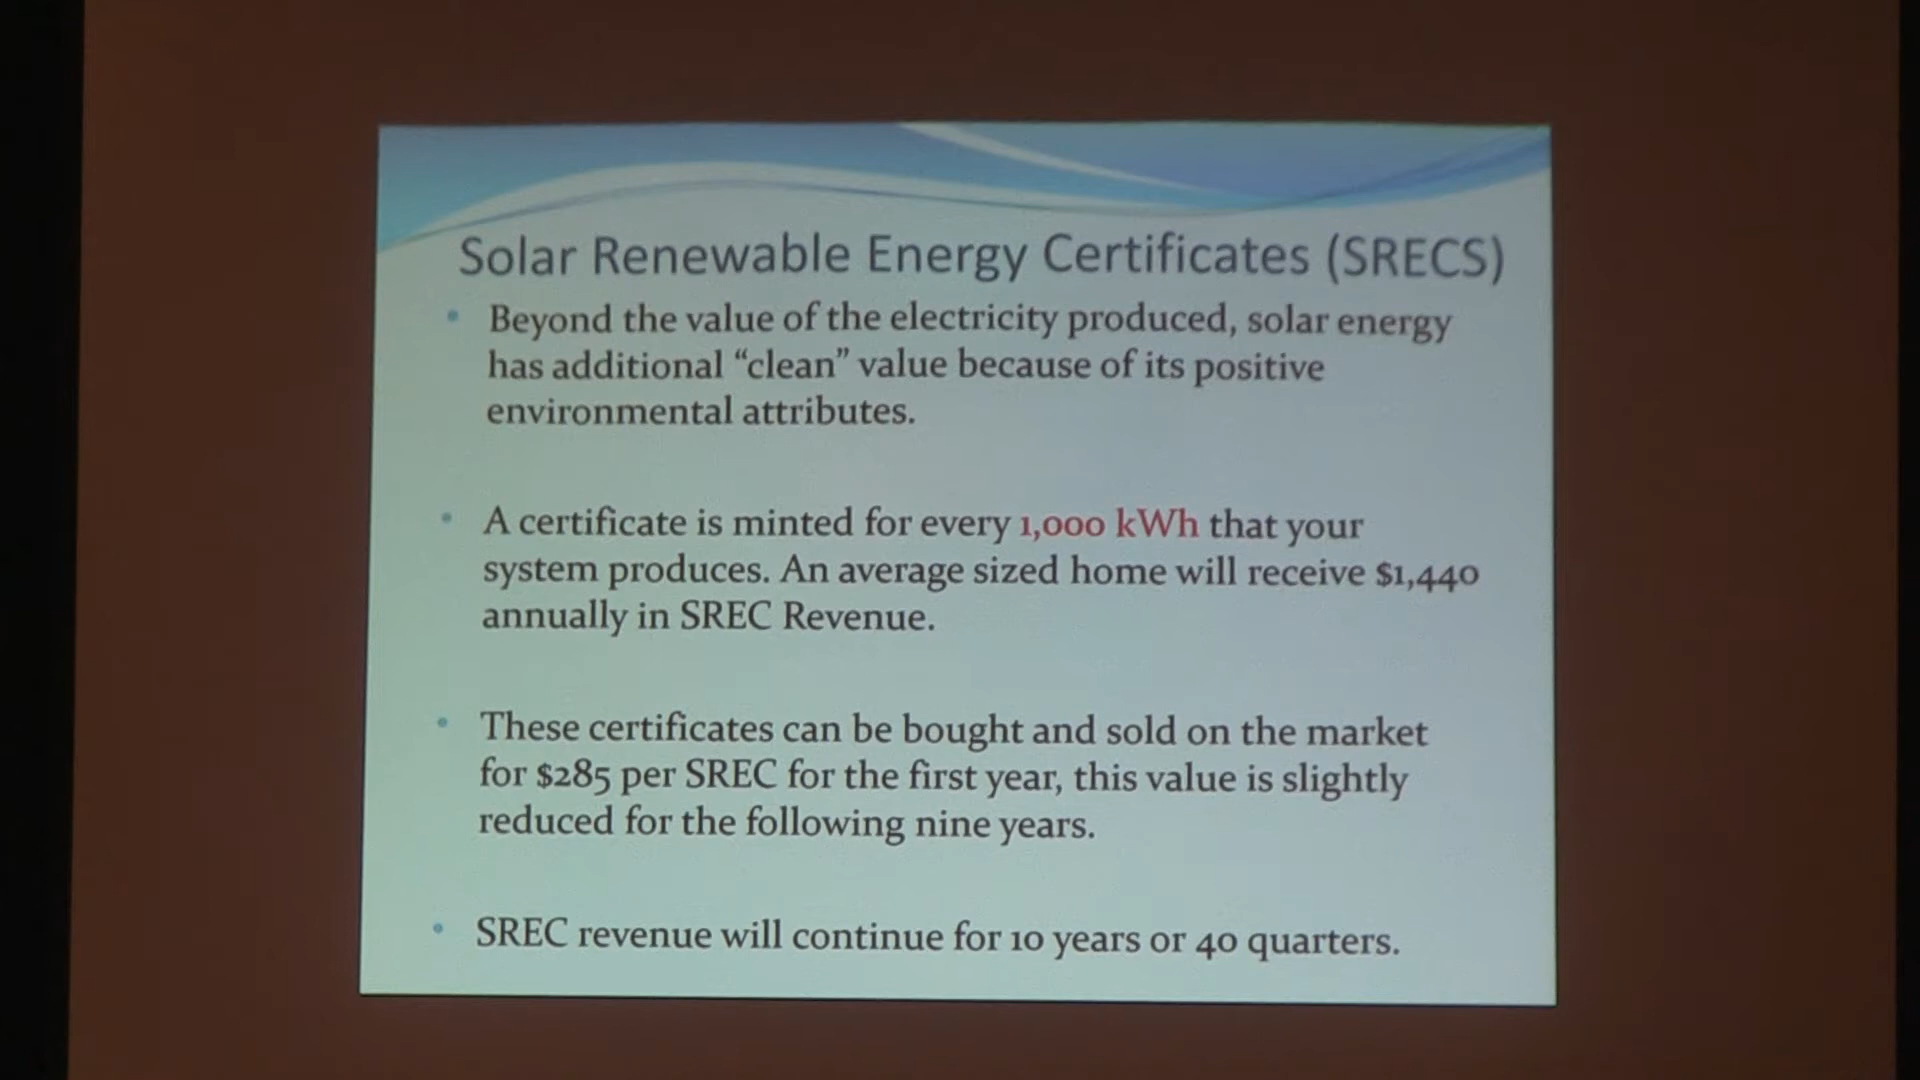 Solar Renewable Energy Certificates (SRECS)
• Beyond the value of the electricity produced, solar energy
has additional “clean” value because of its positive
environmental attributes.
• A certificate is minted for every 1,000 kWh that your
system produces. An average sized home will receive $1,440
annually in SREC Revenue.
• These certificates can be bought and sold on the market
for $285 per SREC for the first year, this value is slightly
reduced for the following nine years.
• SREC revenue will continue for 10 years or 40 quarters.